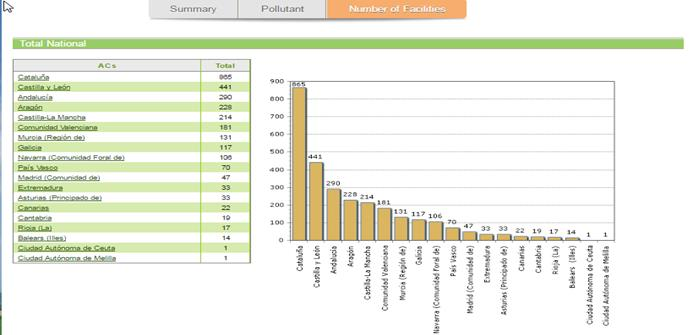 Summary Pollutant Number of Facilities
Total National
ACs Total
Cataluña 865
Castilla y León 441
Andalucía 290
Aragón 228
Castilla-La Mancha 214
Comunidad Valenciana 181
Murcia (Región de) 131
Galicia 117
Navarra (Comunidad Foral de) 106
País Vasco 70
Madrid (Comunidad de) 47
Extremadura 33
Asturias (Principado de) 33
Canarias 22
Cantabria 19
Rioja (La) 17
Balears (Illes) 14
Ciudad Autónoma de Ceuta 1
Ciudad Autónoma de Melilla 1
900
800
700
600
500
400
300
200
100
0
865 441 290 228 214 181 131 117 106 70 47 33 33 22 19 17 14 1 1
Cataluña
Castilla y León
Andalucía
Aragón
Castilla-La Mancha
Comunidad Valenciana
Murcia (Región de)
Galicia
Navarra (Comunidad Foral de)
País Vasco
Madrid (Comunidad de)
Extremadura
Asturias (Principado de)
Canarias
Cantabria
Rioja (La)
Balears (Illes)
Ciudad Autónoma de Ceuta
Ciudad Autónoma de Melilla